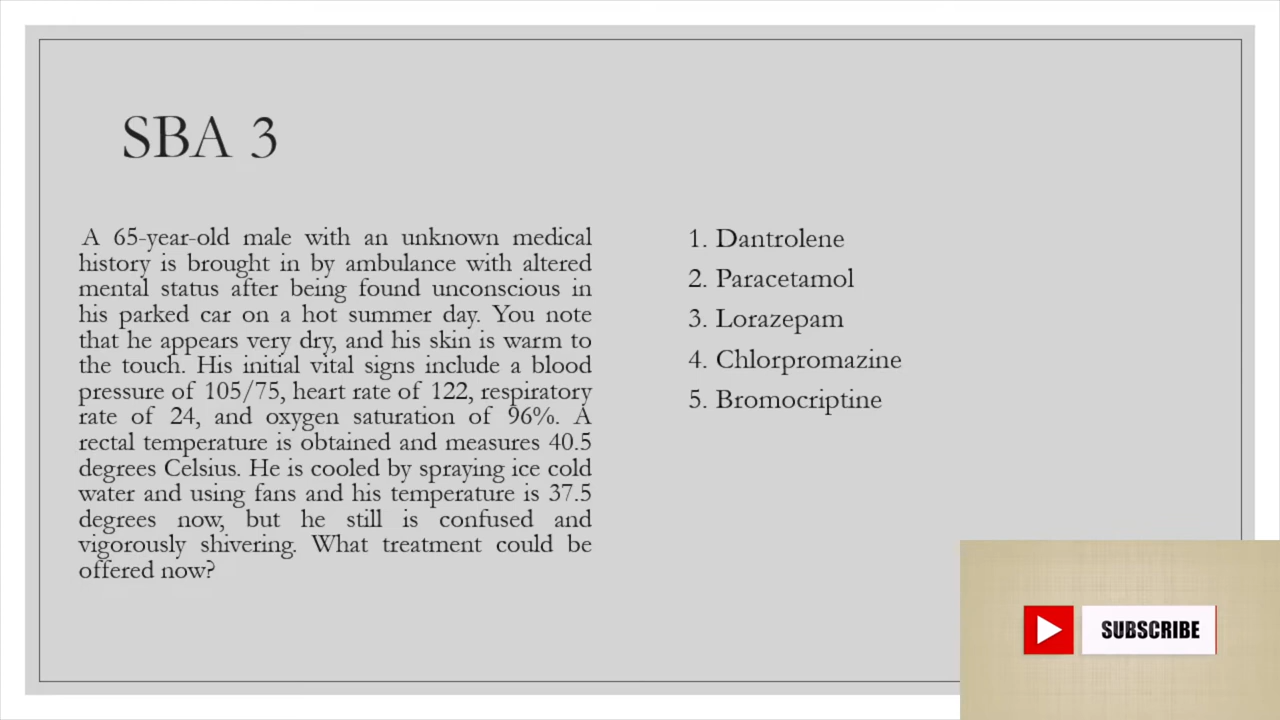 SBA 3
A 65-year-old male with an unknown medical
history is brought in by ambulance with altered
mental status after being found unconscious in
his parked car on a hot summer day. You note
that he appears very dry, and his skin is warm to
the touch. His initial vital signs include a blood
pressure of 105/75, heart rate of 122, respiratory
rate of 24, and oxygen saturation of 96%. A
rectal temperature is obtained and measures 40.5
degrees Celsius. He is cooled by spraying ice cold
water and using fans and his temperature is 37.5
degrees now, but he still is confused and
vigorously shivering. What treatment could be
offered now?
1. Dantrolene
2. Paracetamol
3. Lorazepam
4. Chlorpromazine
5. Bromocriptine
SUBSCRIBE